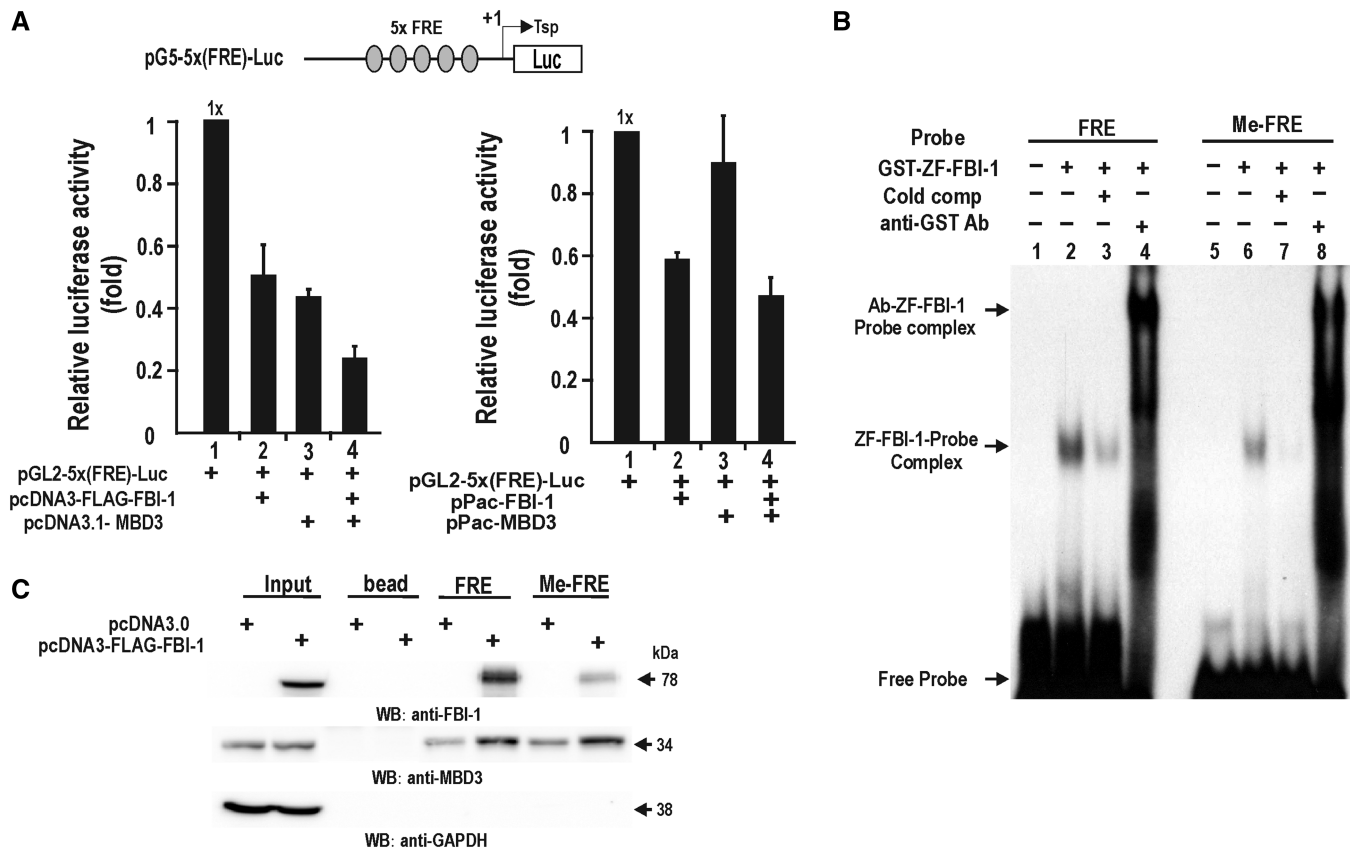 A
5x FRE
+1
Tsp
pG5-5x(FRE)-Luc
Luc
Relative luciferase activity
(fold)
1x
1
0.8
0.6
0.4
0.2
0
1 2 3 4
pGL2-5x(FRE)-Luc + + + +
pcDNA3-FLAG-FBI-1 + +
pcDNA3.1- MBD3 + +
Relative luciferase activity
(fold)
1x
1
0.8
0.6
0.4
0.2
0
1 2 3 4
pGL2-5x(FRE)-Luc + + + +
pPac-FBI-1 + +
pPac-MBD3 + +
B
Probe FRE Me-FRE
GST-ZF-FBI-1 − + + + − + + +
Cold comp − − + − − − + −
anti-GST Ab − − − + − − − +
1 2 3 4 5 6 7 8
Ab-ZF-FBI-1
Probe complex
ZF-FBI-1-Probe
Complex
Free Probe
C
Input bead FRE Me-FRE
pcDNA3.0 + + + +
pcDNA3-FLAG-FBI-1 + + + +
kDa
78
WB: anti-FBI-1
34
WB: anti-MBD3
38
WB: anti-GAPDH